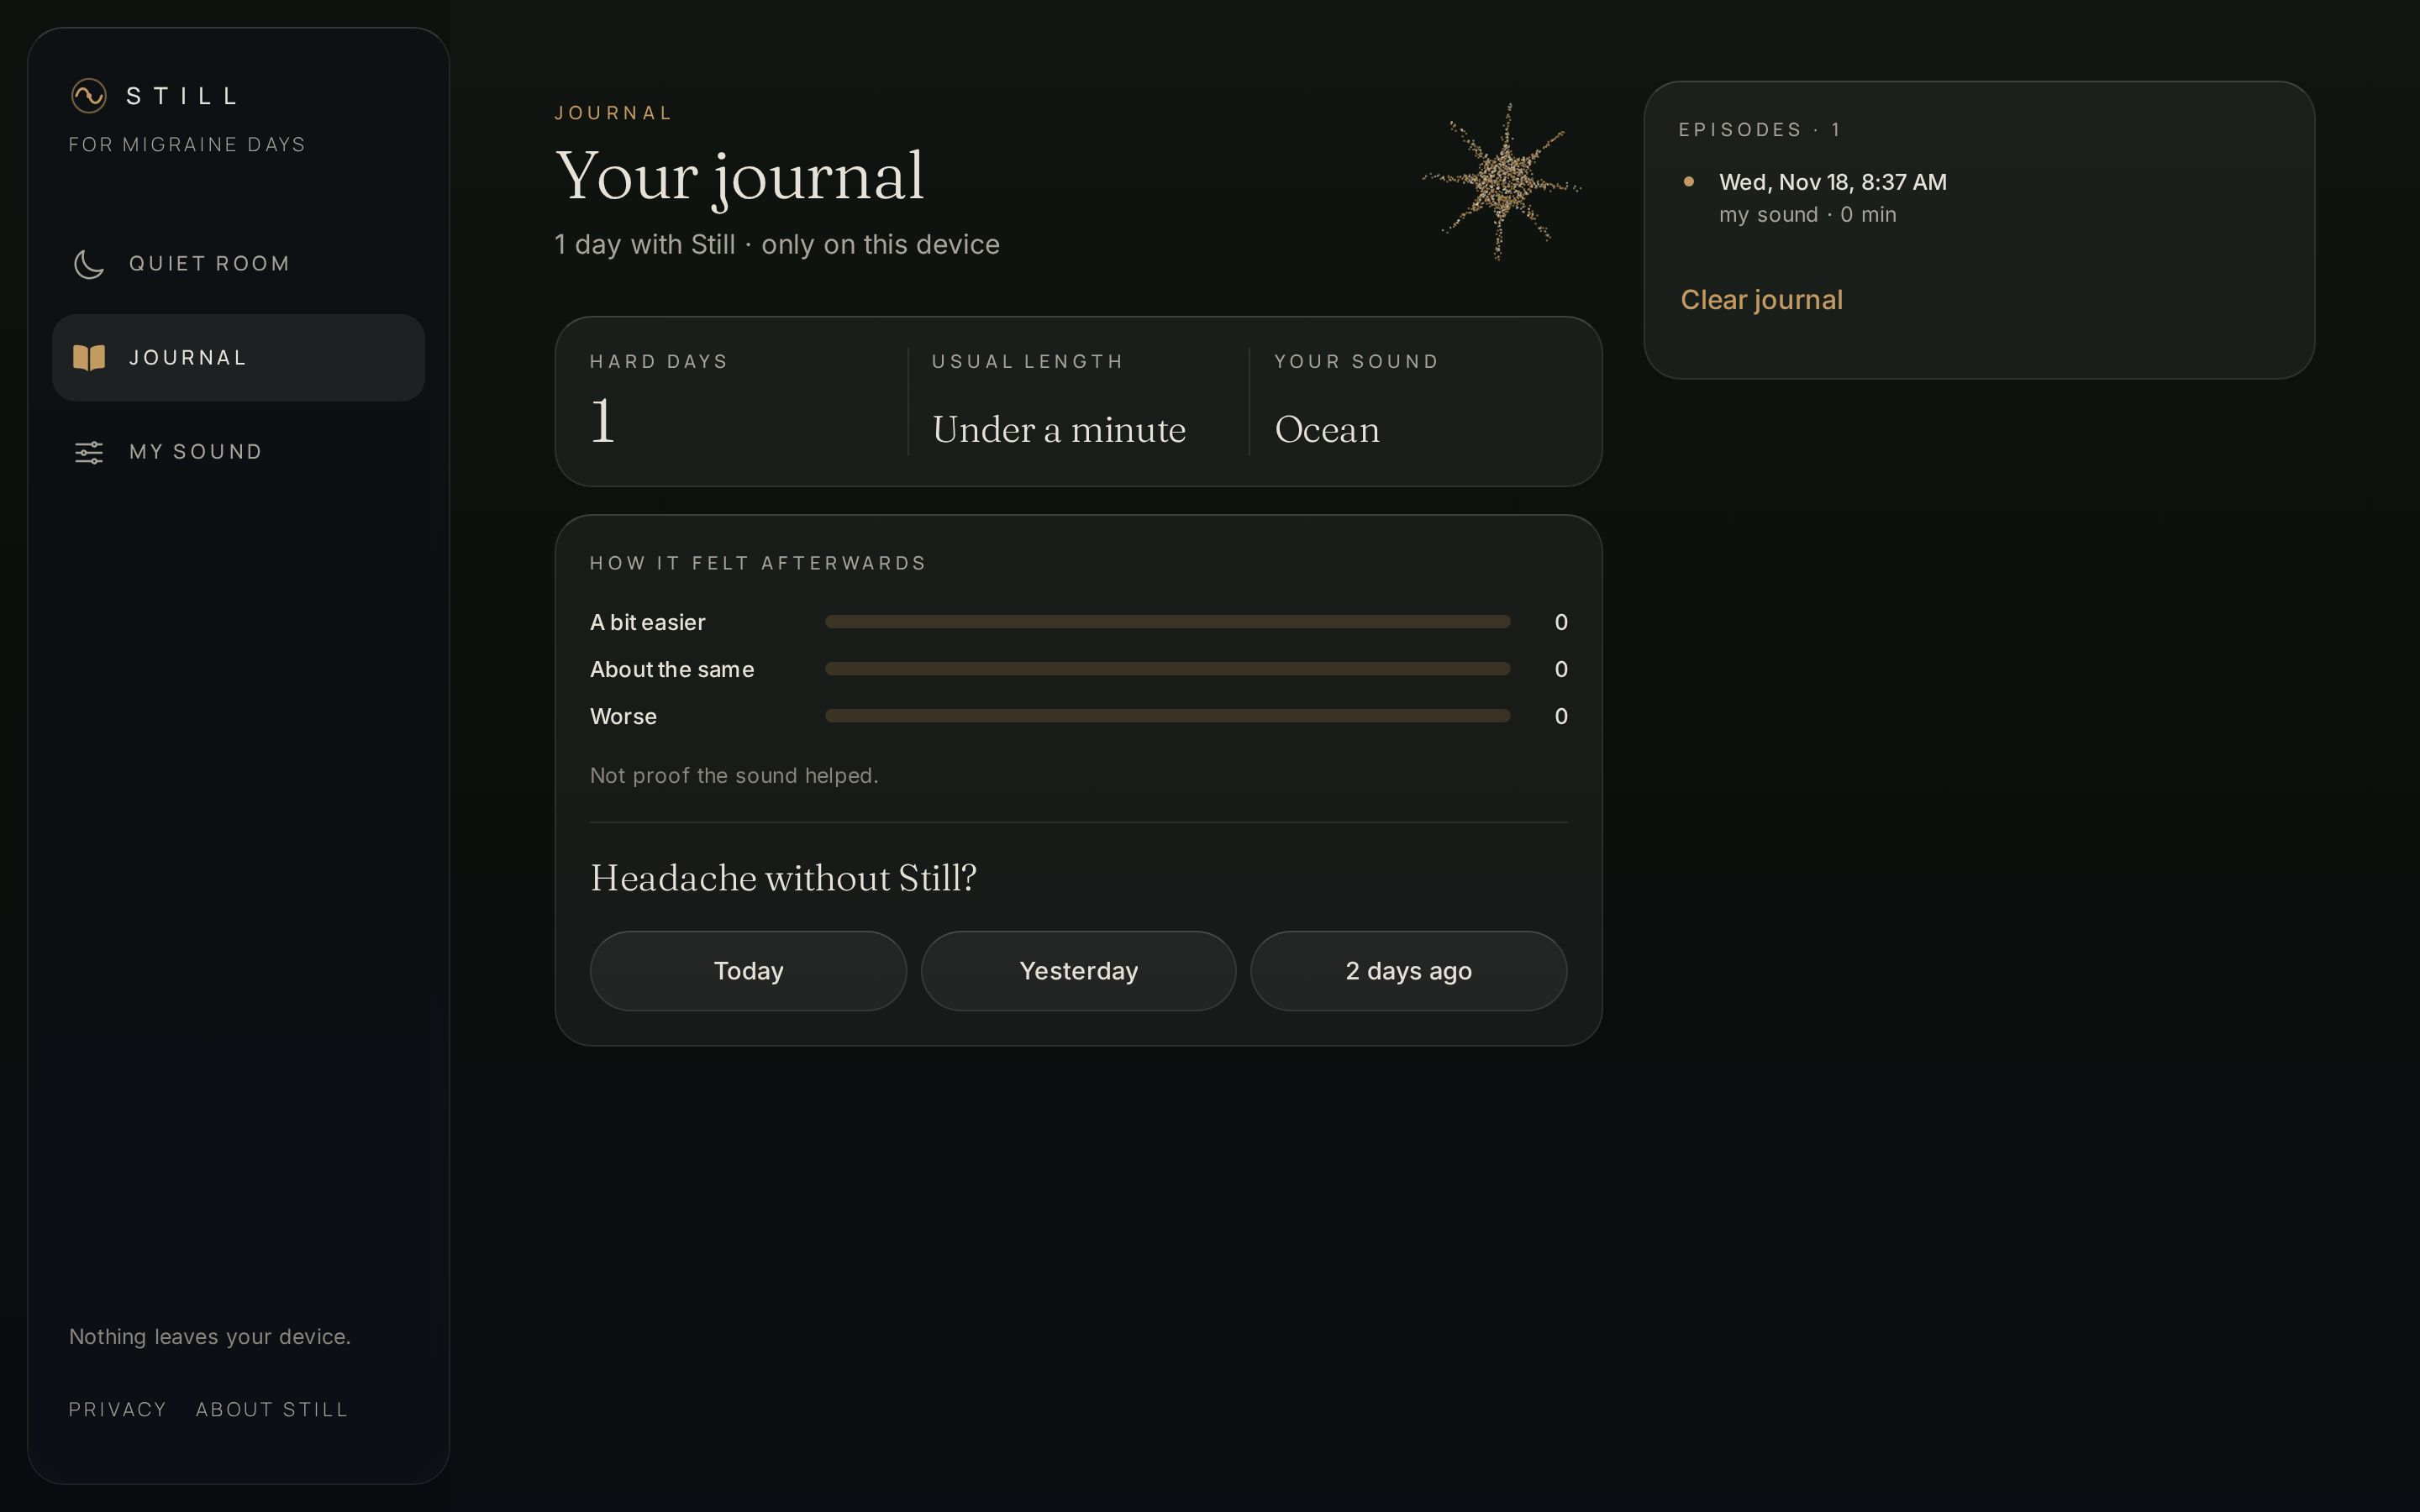 STILL
FOR MIGRAINE DAYS
QUIET ROOM
JOURNAL
MY SOUND
Nothing leaves your device.
PRIVACY ABOUT STILL
JOURNAL
Your journal
1 day with Still · only on this device
HARD DAYS
1
USUAL LENGTH
Under a minute
YOUR SOUND
Ocean
HOW IT FELT AFTERWARDS
A bit easier 0
About the same 0
Worse 0
Not proof the sound helped.
Headache without Still?
Today Yesterday 2 days ago
EPISODES · 1
Wed, Nov 18, 8:37 AM
my sound · 0 min
Clear journal